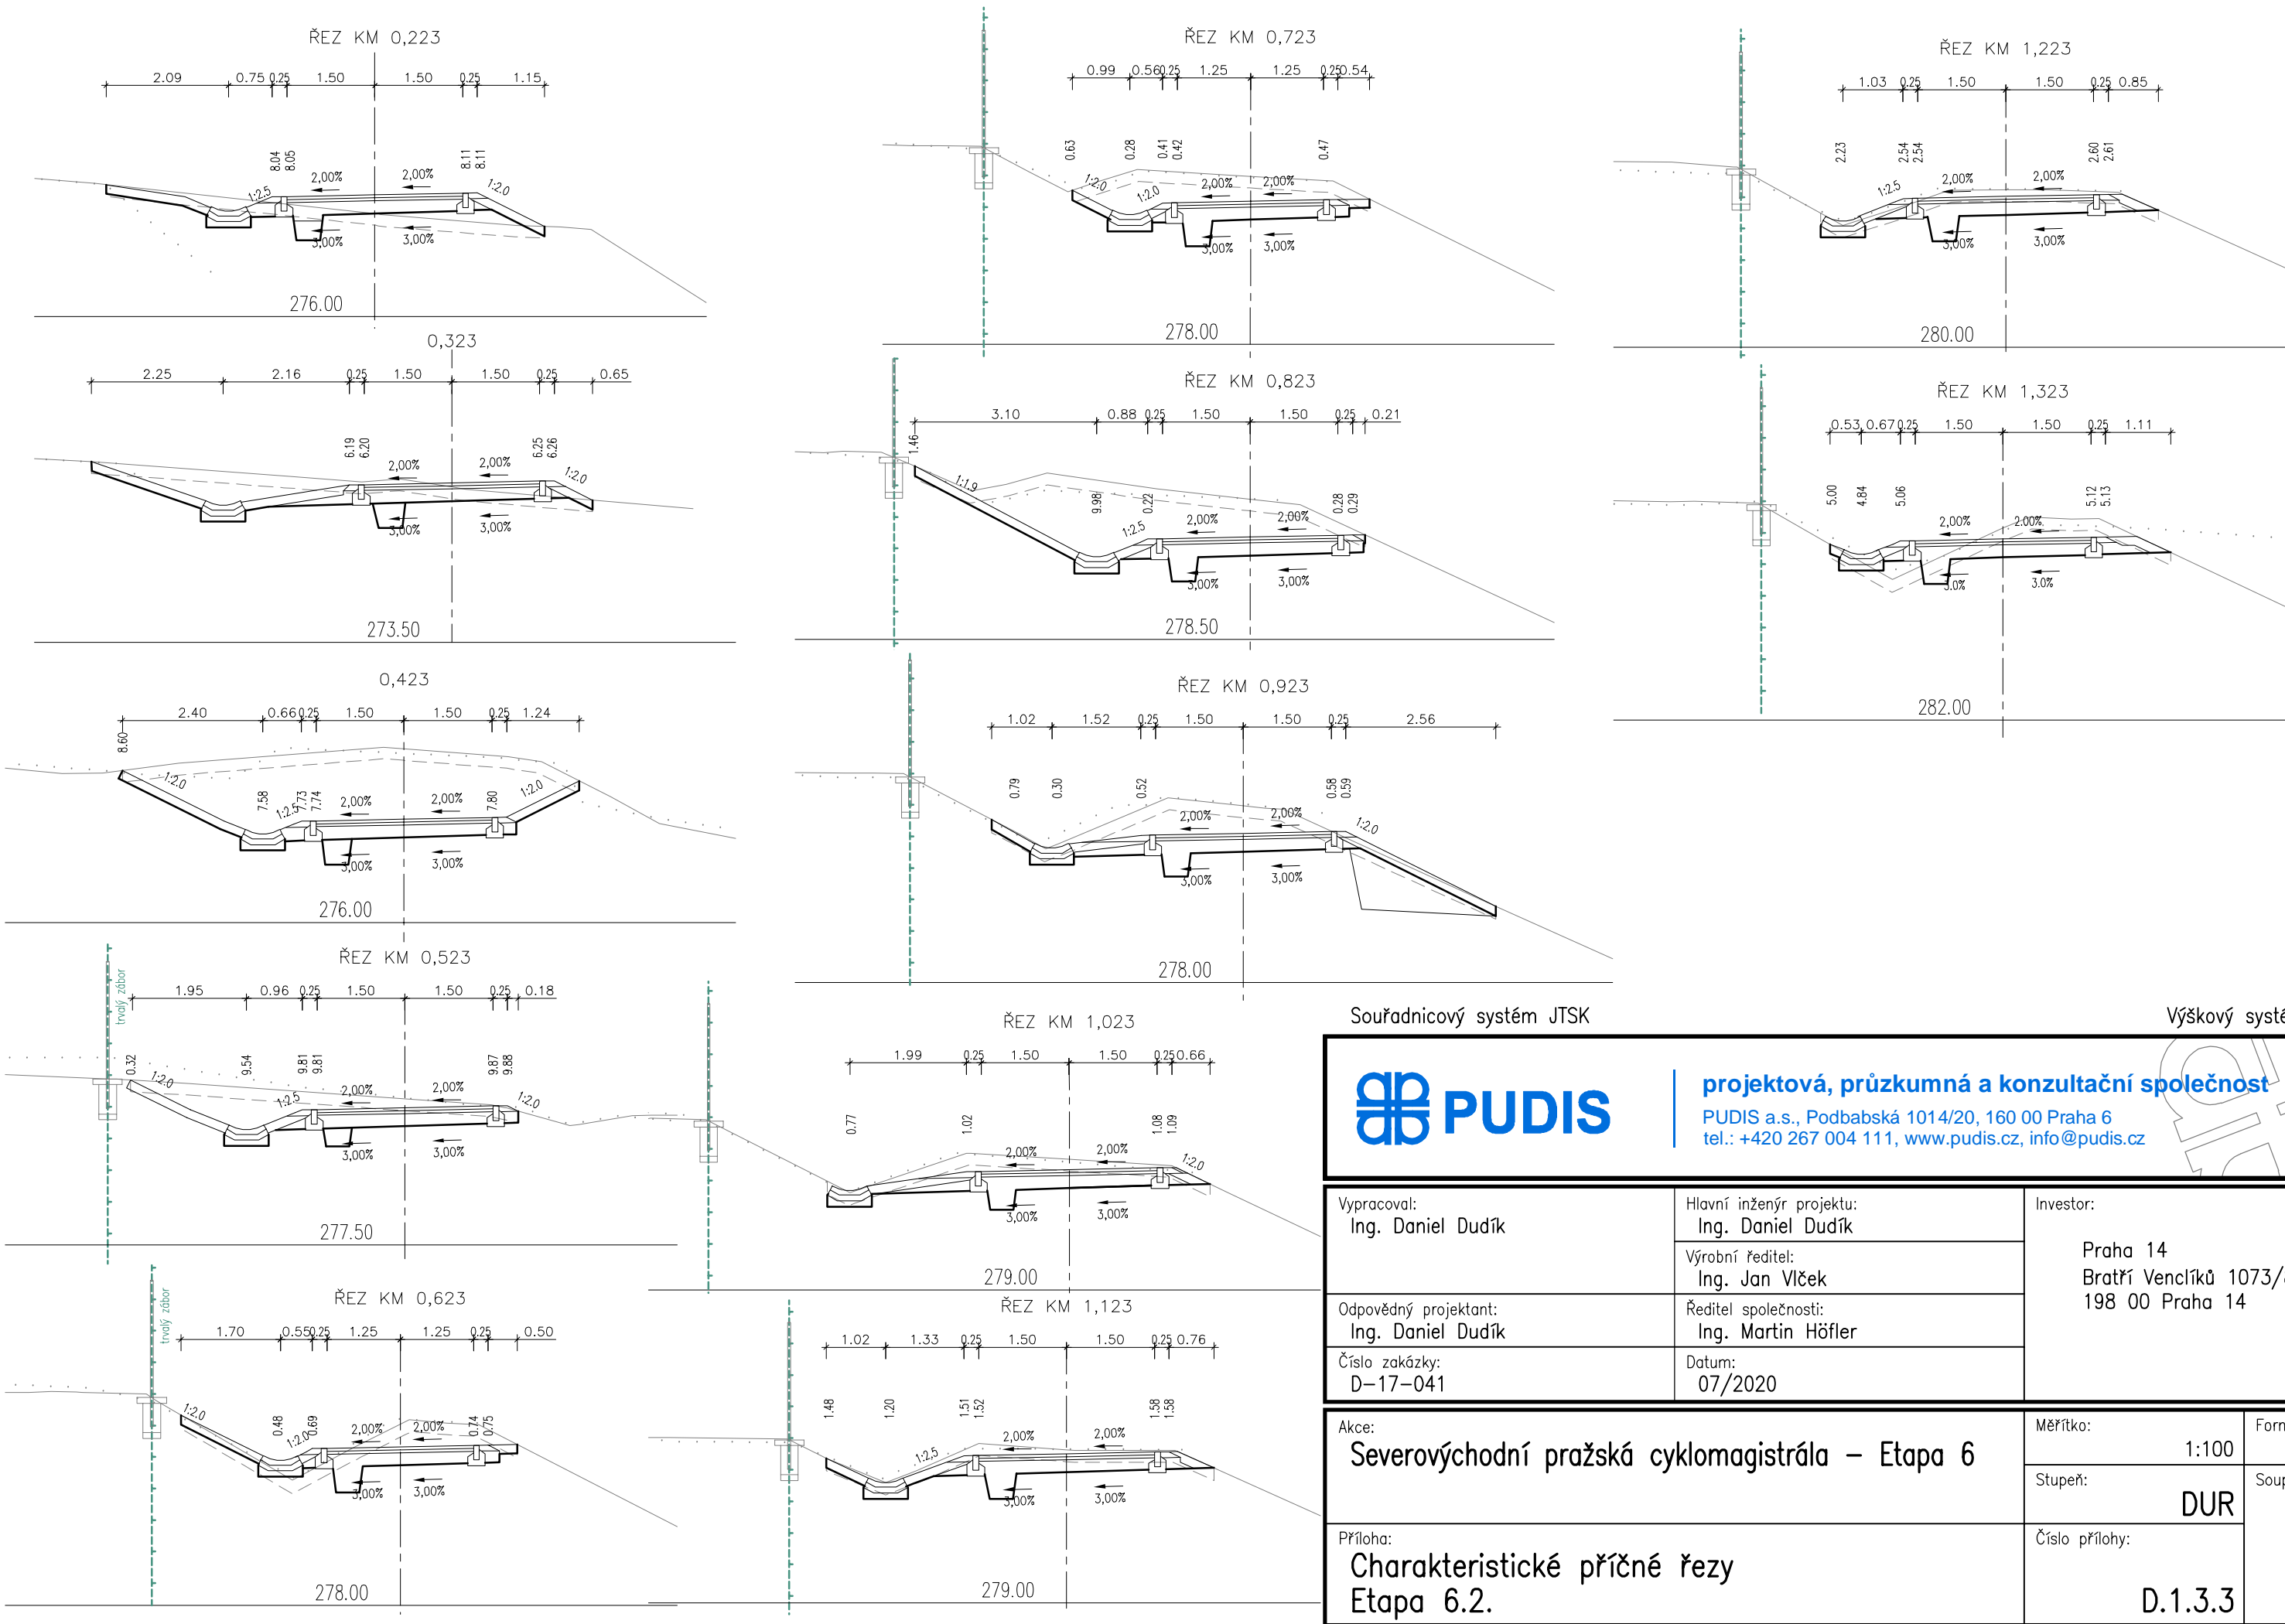 ŘEZ KM 0,223
2.09 0.75 0.25 1.50 1.50 0.25 1.15
8.04 8.05 8.11 8.11
1:2.5 2,00% 2,00% 1:2.0
3,00% 3,00%
276.00
0,323
2.25 2.16 0.25 1.50 1.50 0.25 0.65
6.19 6.20 6.25 6.26
2,00% 2,00% 1:2.0
3,00% 3,00%
273.50
0,423
2.40 0.66 0.25 1.50 1.50 0.25 1.24
8.60 7.58 7.73 7.74 7.80
1:2.0 1:2.5 2,00% 2,00% 1:2.0
3,00% 3,00%
276.00
ŘEZ KM 0,523
trvalý zábor
1.95 0.96 0.25 1.50 1.50 0.25 0.18
0.32 9.54 9.81 9.81 9.87 9.88
1:2.0 1:2.5 2,00% 2,00% 1:2.0
3,00% 3,00%
277.50
ŘEZ KM 0,623
trvalý zábor
1.70 0.55 0.25 1.25 1.25 0.25 0.50
0.48 0.69 0.74 0.75
1:2.0 1:2.0 2,00% 2,00%
3,00% 3,00%
278.00
ŘEZ KM 0,723
0.99 0.56 0.25 1.25 1.25 0.25 0.54
0.63 0.28 0.41 0.42 0.47
1:2.0 1:2.0 2,00% 2,00%
3,00% 3,00%
278.00
ŘEZ KM 0,823
3.10 0.88 0.25 1.50 1.50 0.25 0.21
1.46 9.98 0.22 0.28 0.29
1:1.9 1:2.5 2,00% 2,00%
3,00% 3,00%
278.50
ŘEZ KM 0,923
1.02 1.52 0.25 1.50 1.50 0.25 2.56
0.79 0.30 0.52 0.58 0.59
2,00% 2,00% 1:2.0
3,00% 3,00%
278.00
ŘEZ KM 1,023
1.99 0.25 1.50 1.50 0.25 0.66
0.77 1.02 1.08 1.09
2,00% 2,00% 1:2.0
3,00% 3,00%
279.00
ŘEZ KM 1,123
1.02 1.33 0.25 1.50 1.50 0.25 0.76
1.48 1.20 1.51 1.52 1.58 1.58
1:2,5 2,00% 2,00%
3,00% 3,00%
279.00
ŘEZ KM 1,223
1.03 0.25 1.50 1.50 0.25 0.85
2.23 2.54 2.54 2.60 2.61
1:2.5 2,00% 2,00%
3,00% 3,00%
280.00
ŘEZ KM 1,323
0.53 0.67 0.25 1.50 1.50 0.25 1.11
5.00 4.84 5.06 5.12 5.13
2,00% 2.00%
3.0% 3.0%
282.00
Souřadnicový systém JTSK
Výškový
PUDIS
projektová, průzkumná a konzultační společnost
PUDIS a.s., Podbabská 1014/20, 160 00 Praha 6
tel.: +420 267 004 111, www.pudis.cz, info@pudis.cz
Vypracoval:
Ing. Daniel Dudík
Hlavní inženýr projektu:
Ing. Daniel Dudík
Výrobní ředitel:
Ing. Jan Vlček
Odpovědný projektant:
Ing. Daniel Dudík
Ředitel společnosti:
Ing. Martin Höfler
Číslo zakázky:
D-17-041
Datum:
07/2020
Investor:
Praha 14
Bratří Venclíků 1073/
198 00 Praha 14
Akce:
Severovýchodní pražská cyklomagistrála – Etapa 6
Měřítko:
1:100
Stupeň:
DUR
Příloha:
Charakteristické příčné řezy
Etapa 6.2.
Číslo přílohy:
D.1.3.3